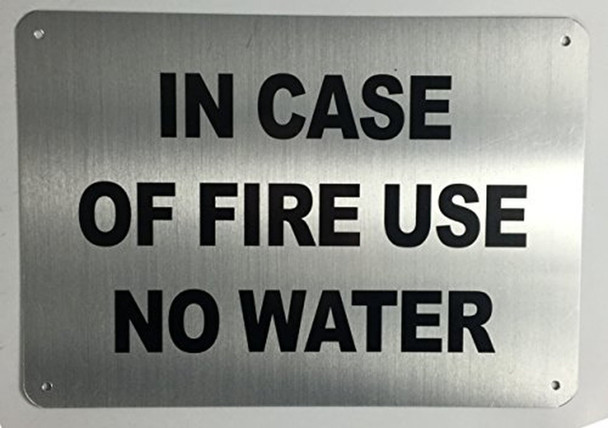 IN CASE
OF FIRE USE
NO WATER